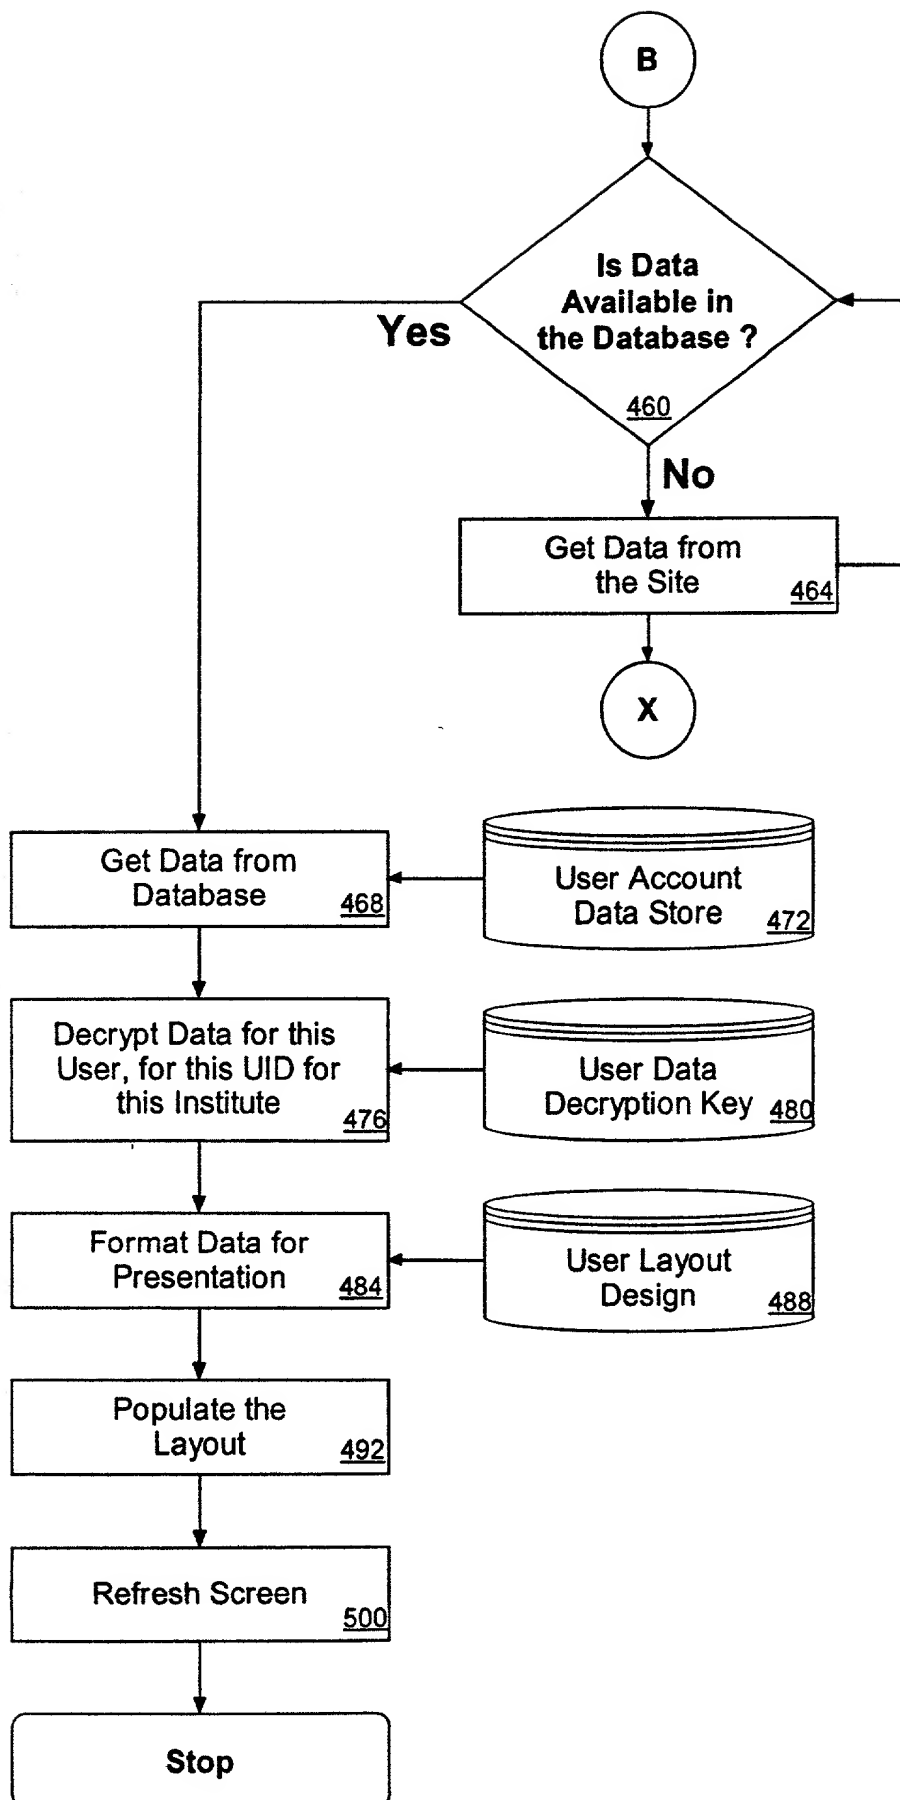 B
Is Data
Available in
the Database ?
460
Yes
No
Get Data from
the Site
464
X
Get Data from
Database
468
User Account
Data Store
472
Decrypt Data for this
User, for this UID for
this Institute
476
User Data
Decryption Key
480
Format Data for
Presentation
484
User Layout
Design
488
Populate the
Layout
492
Refresh Screen
500
Stop